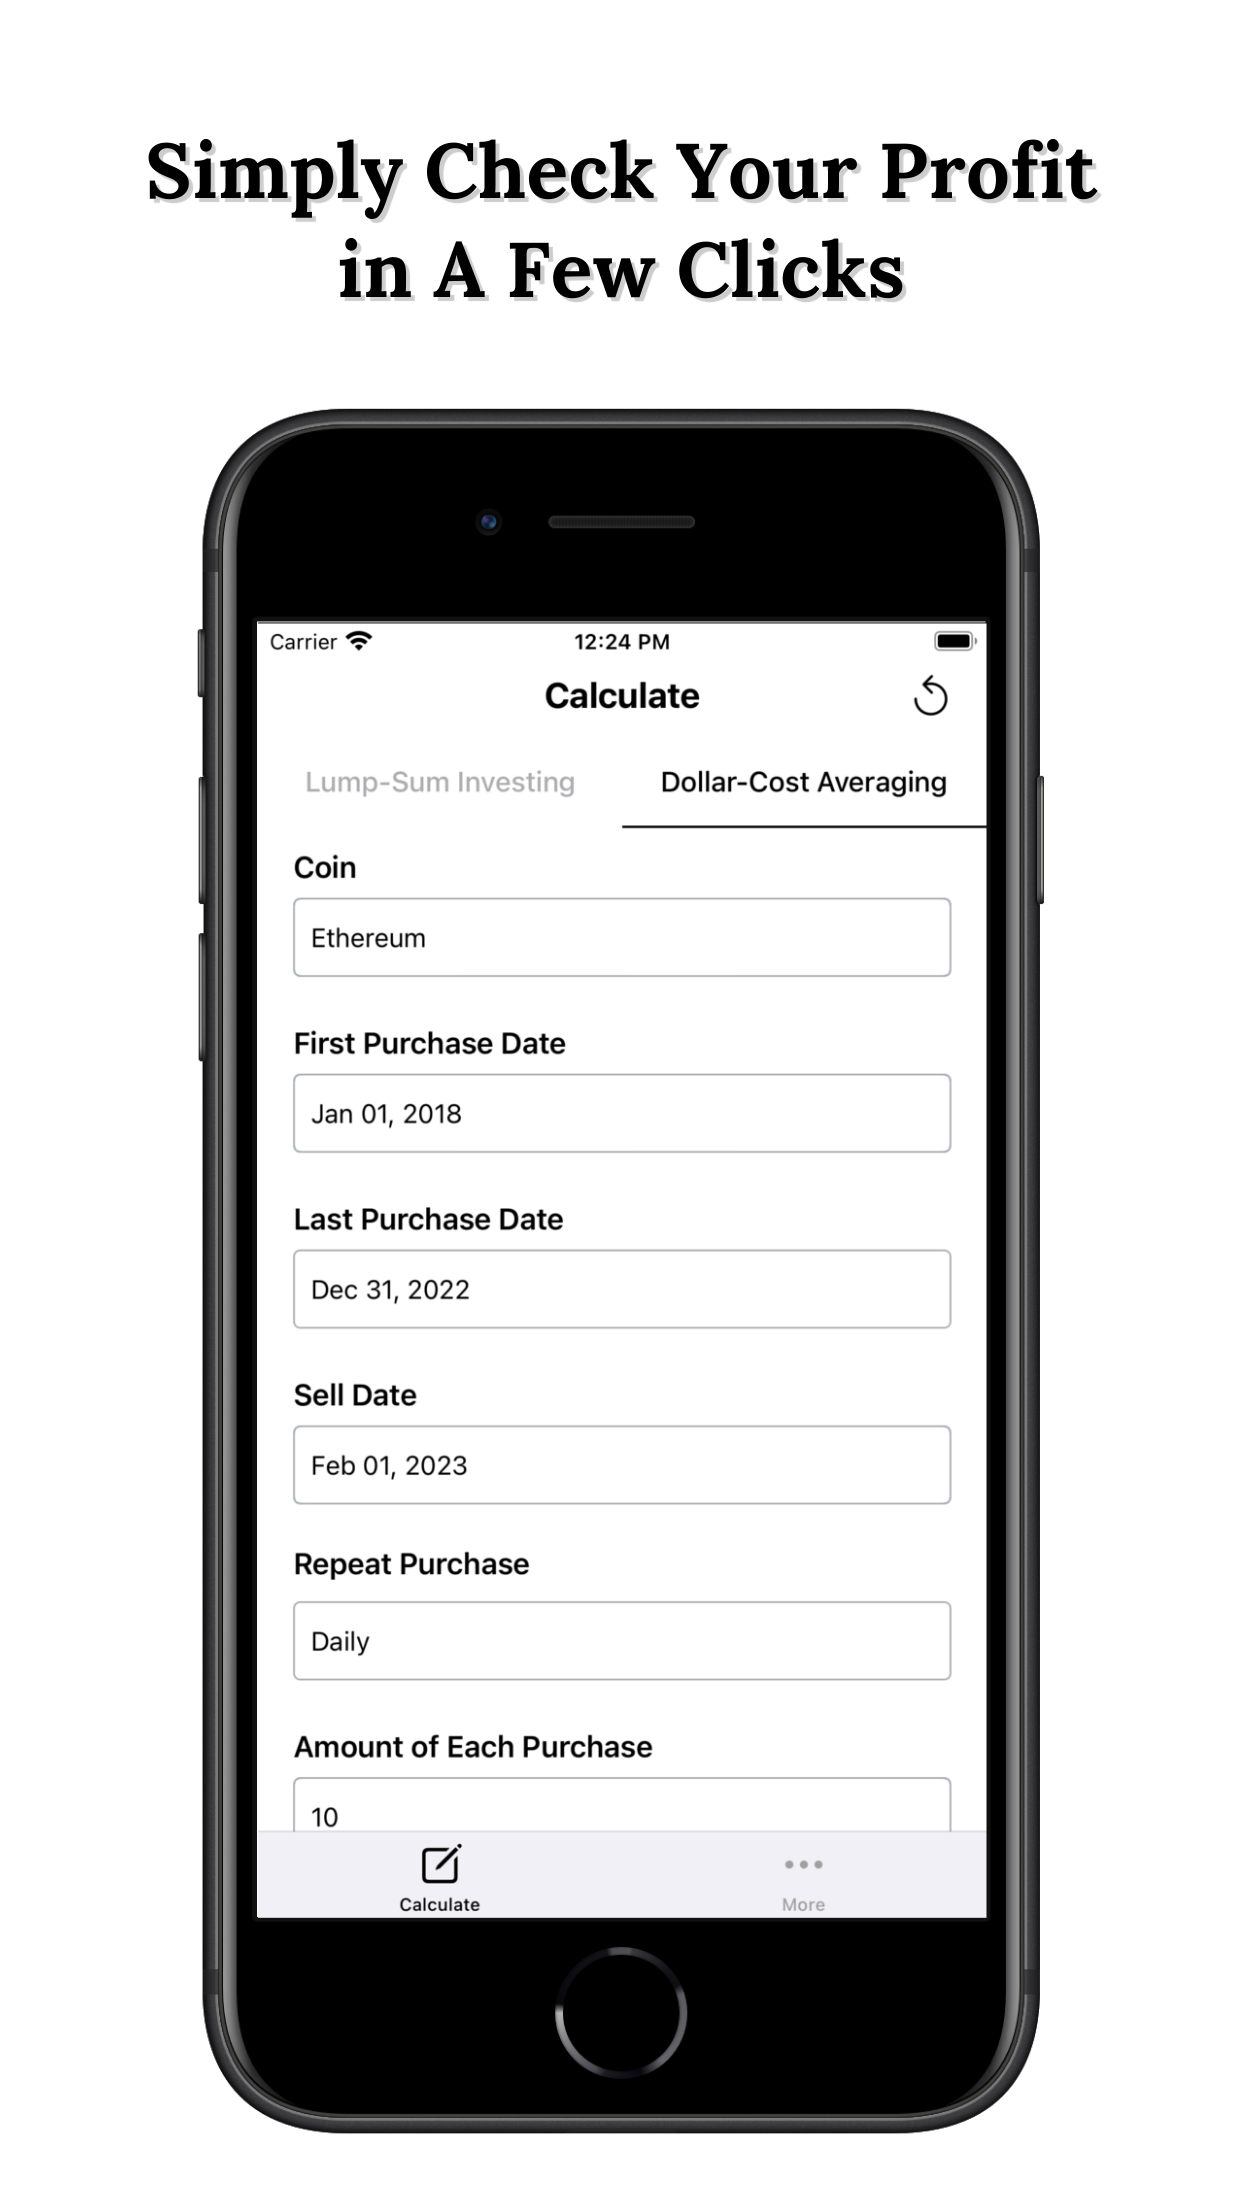 Simply Check Your Profit
in A Few Clicks
Carrier 12:24 PM
Calculate
Lump-Sum Investing Dollar-Cost Averaging
Coin
Ethereum
First Purchase Date
Jan 01, 2018
Last Purchase Date
Dec 31, 2022
Sell Date
Feb 01, 2023
Repeat Purchase
Daily
Amount of Each Purchase
10
Calculate More